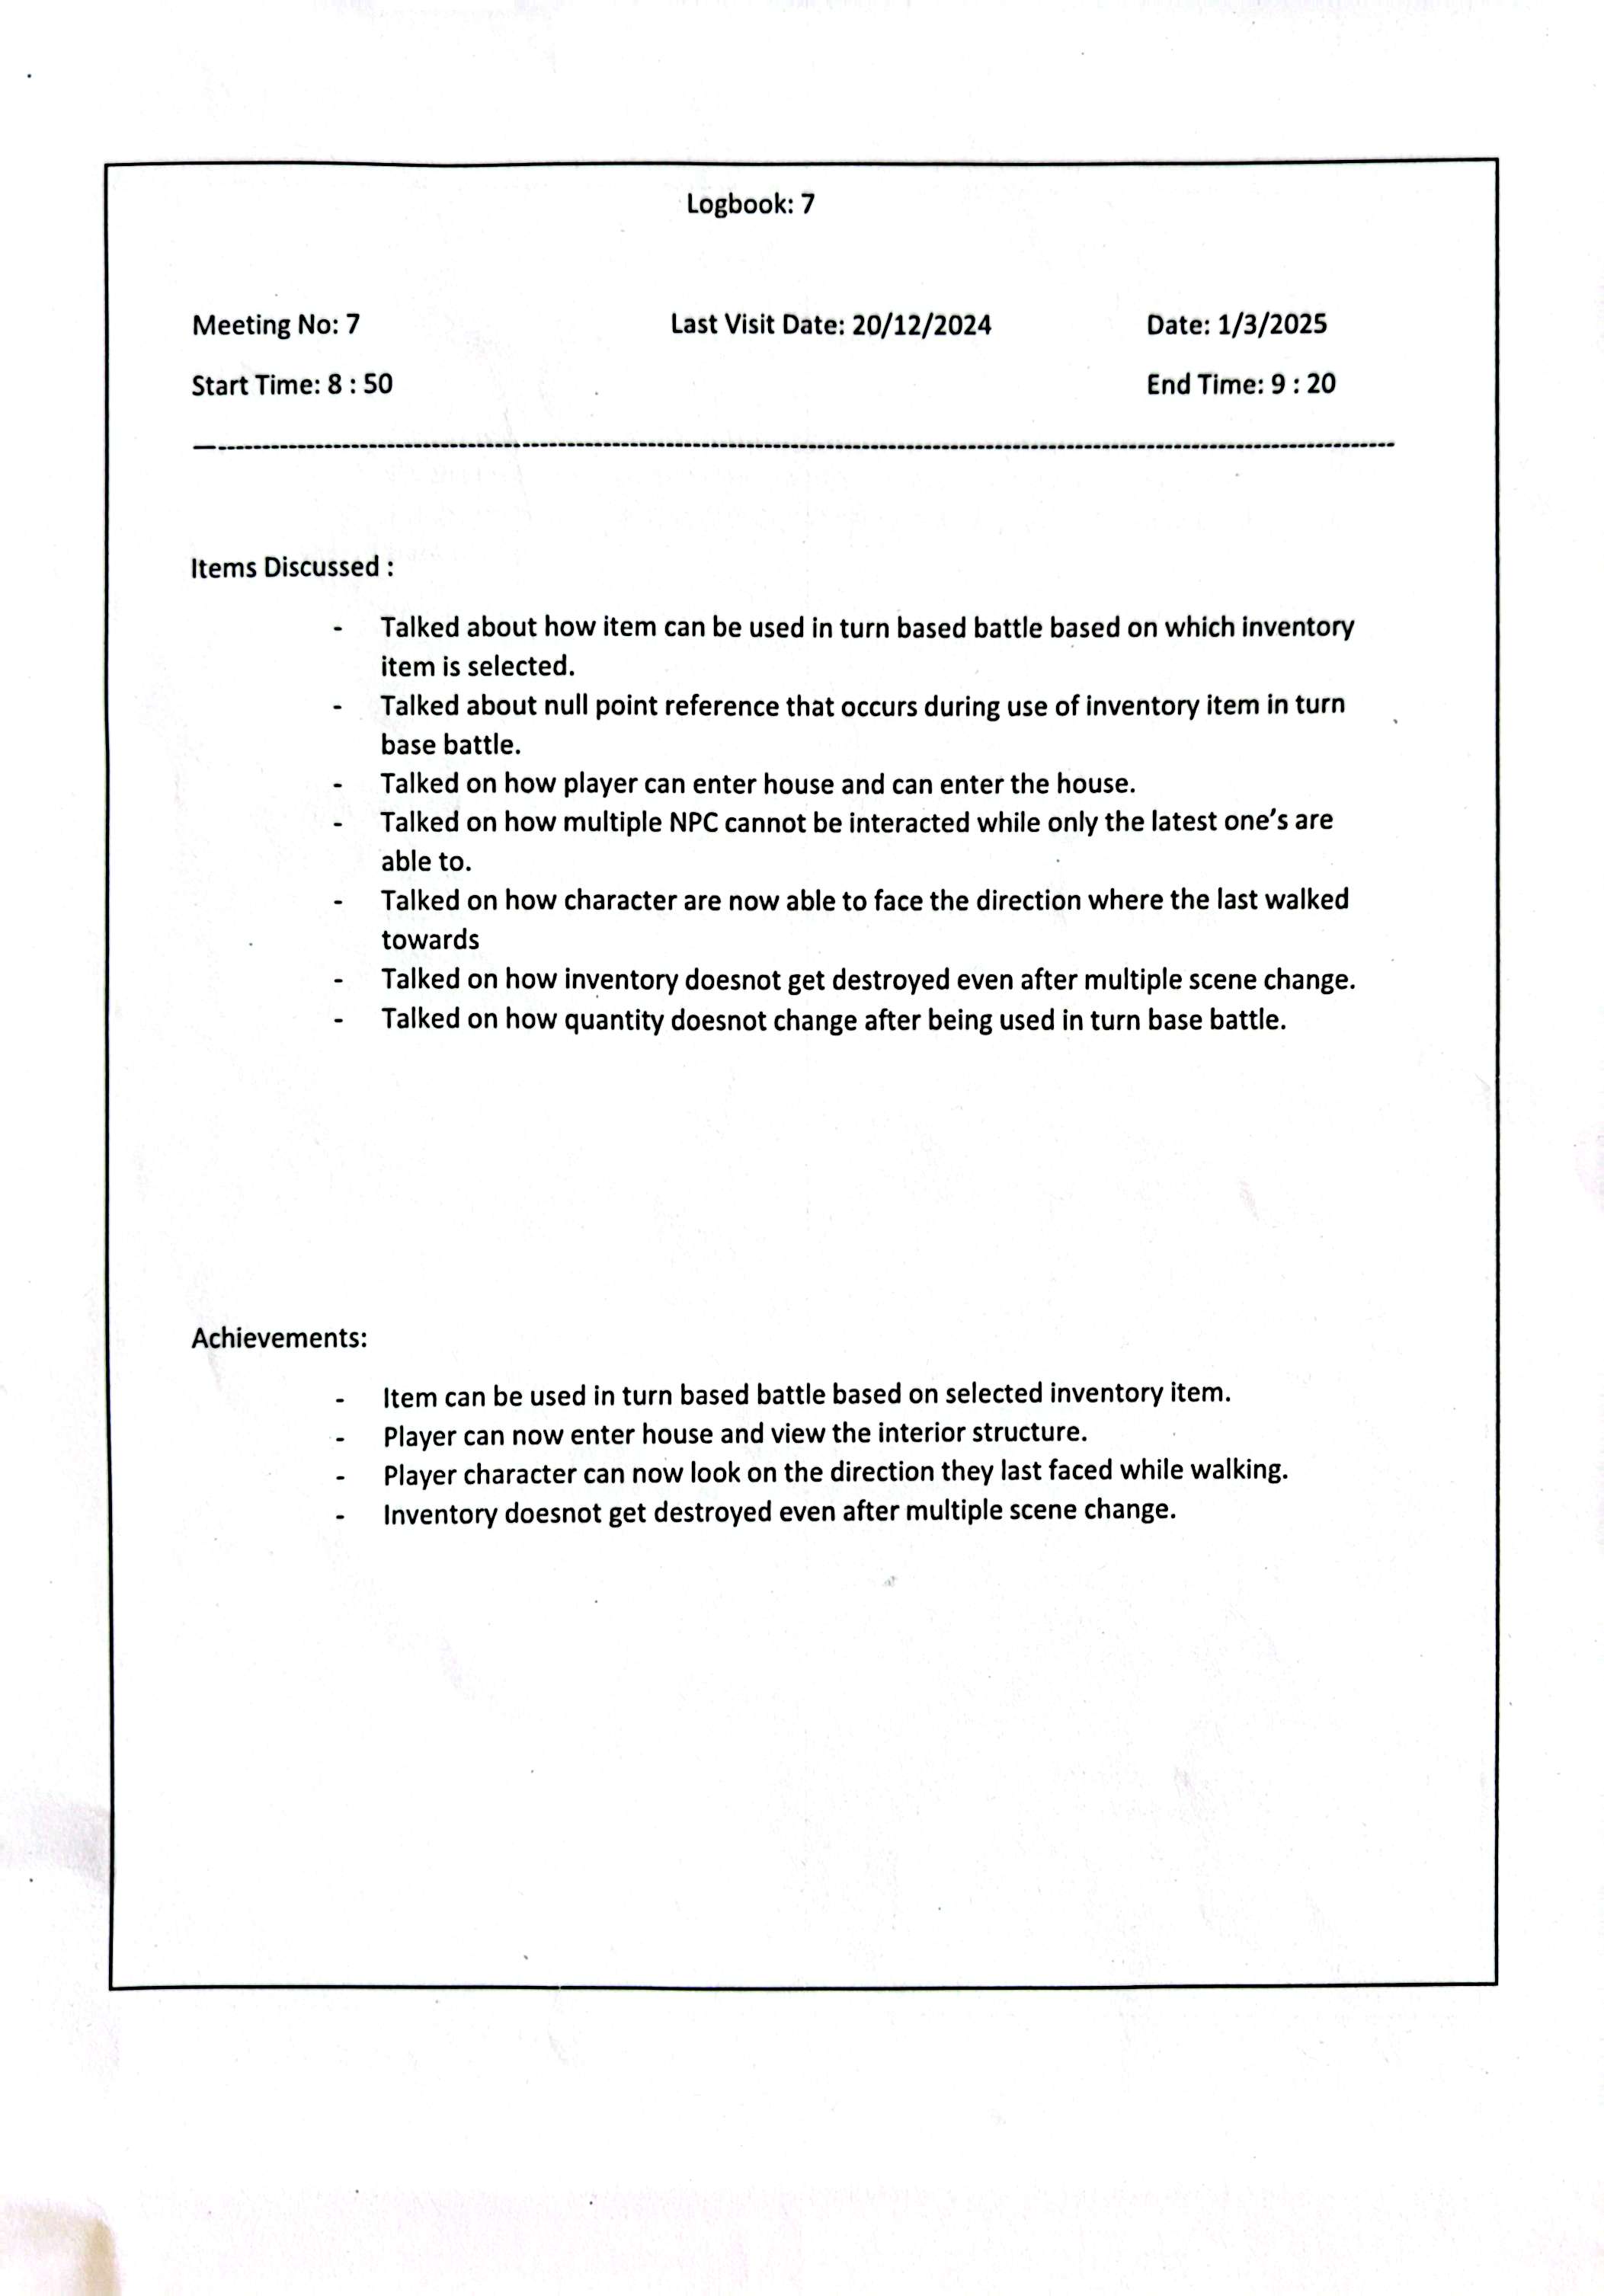 Logbook: 7
Meeting No: 7 Last Visit Date: 20/12/2024 Date: 1/3/2025
Start Time: 8 : 50 End Time: 9 : 20
Items Discussed :
- Talked about how item can be used in turn based battle based on which inventory
item is selected.
- Talked about null point reference that occurs during use of inventory item in turn
base battle.
- Talked on how player can enter house and can enter the house.
- Talked on how multiple NPC cannot be interacted while only the latest one's are
able to.
- Talked on how character are now able to face the direction where the last walked
towards
- Talked on how inventory doesnot get destroyed even after multiple scene change.
- Talked on how quantity doesnot change after being used in turn base battle.
Achievements:
- Item can be used in turn based battle based on selected inventory item.
- Player can now enter house and view the interior structure.
- Player character can now look on the direction they last faced while walking.
- Inventory doesnot get destroyed even after multiple scene change.